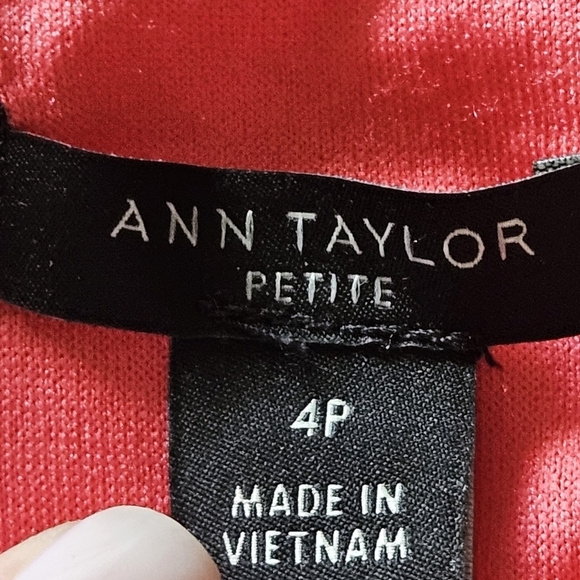 ANN TAYLOR
PETITE
4P
MADE IN
VIETNAM